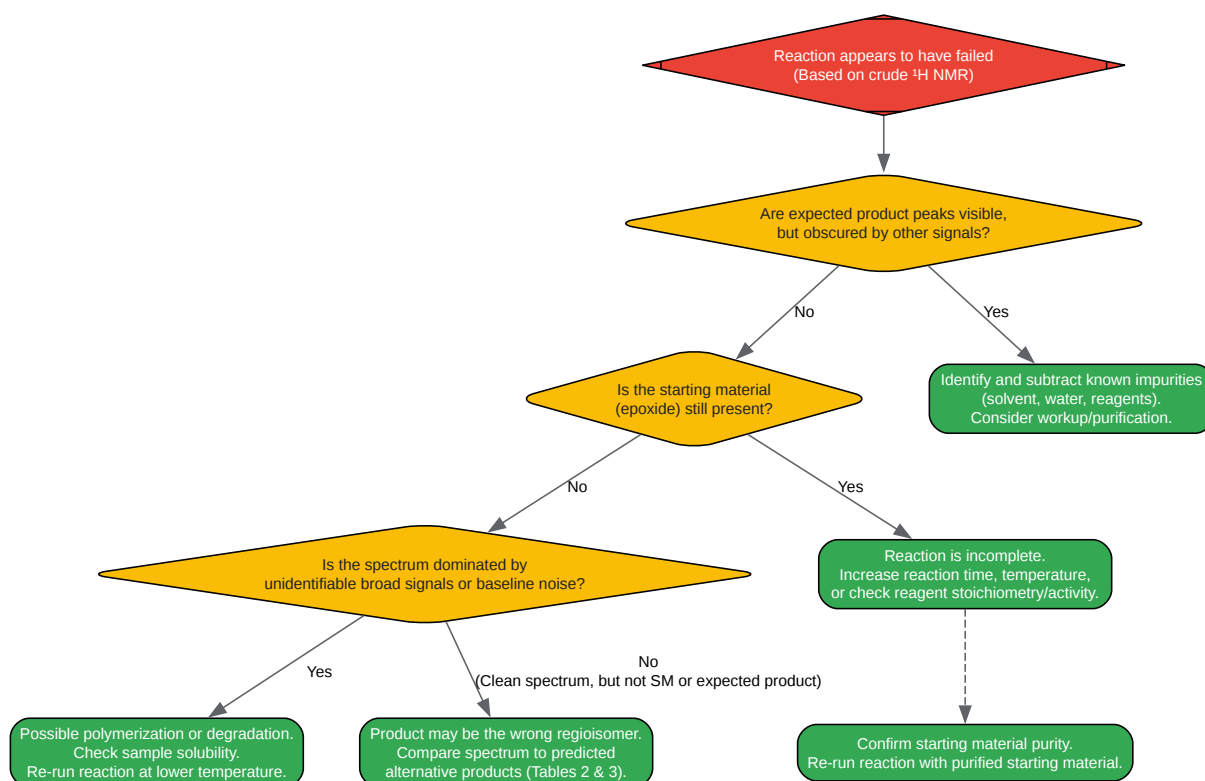 Reaction appears to have failed
(Based on crude ¹H NMR)
Are expected product peaks visible,
but obscured by other signals?
No
Yes
Is the starting material
(epoxide) still present?
Identify and subtract known impurities
(solvent, water, reagents).
Consider workup/purification.
No
Yes
Is the spectrum dominated by
unidentifiable broad signals or baseline noise?
Reaction is incomplete.
Increase reaction time, temperature,
or check reagent stoichiometry/activity.
Yes
No
(Clean spectrum, but not SM or expected product)
Possible polymerization or degradation.
Check sample solubility.
Re-run reaction at lower temperature.
Product may be the wrong regioisomer.
Compare spectrum to predicted
alternative products (Tables 2 & 3).
Confirm starting material purity.
Re-run reaction with purified starting material.